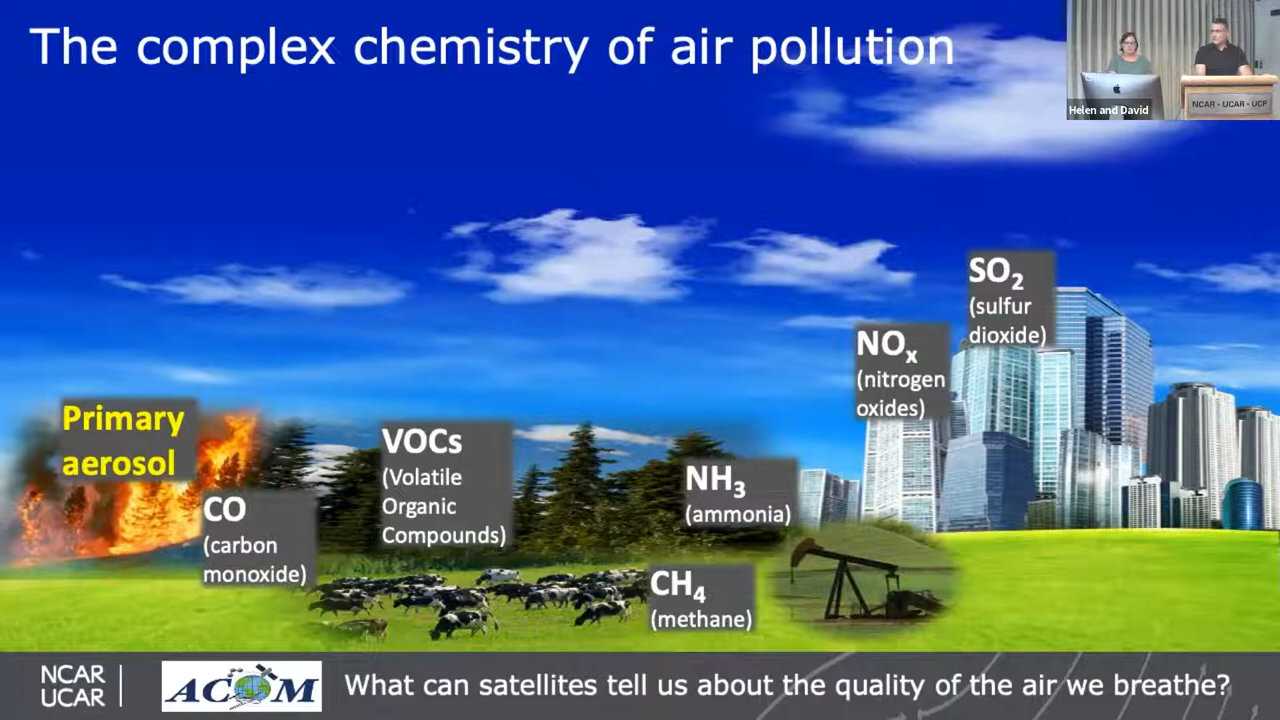 The complex chemistry of air pollution
NCAR • UCAR • UCP
Helen and David
SO₂
(sulfur
dioxide)
NOₓ
(nitrogen
oxides)
Primary
aerosol
VOCs
(Volatile
Organic
Compounds)
NH₃
(ammonia)
CO
(carbon
monoxide)
CH₄
(methane)
NCAR
UCAR
ACOM
What can satellites tell us about the quality of the air we breathe?